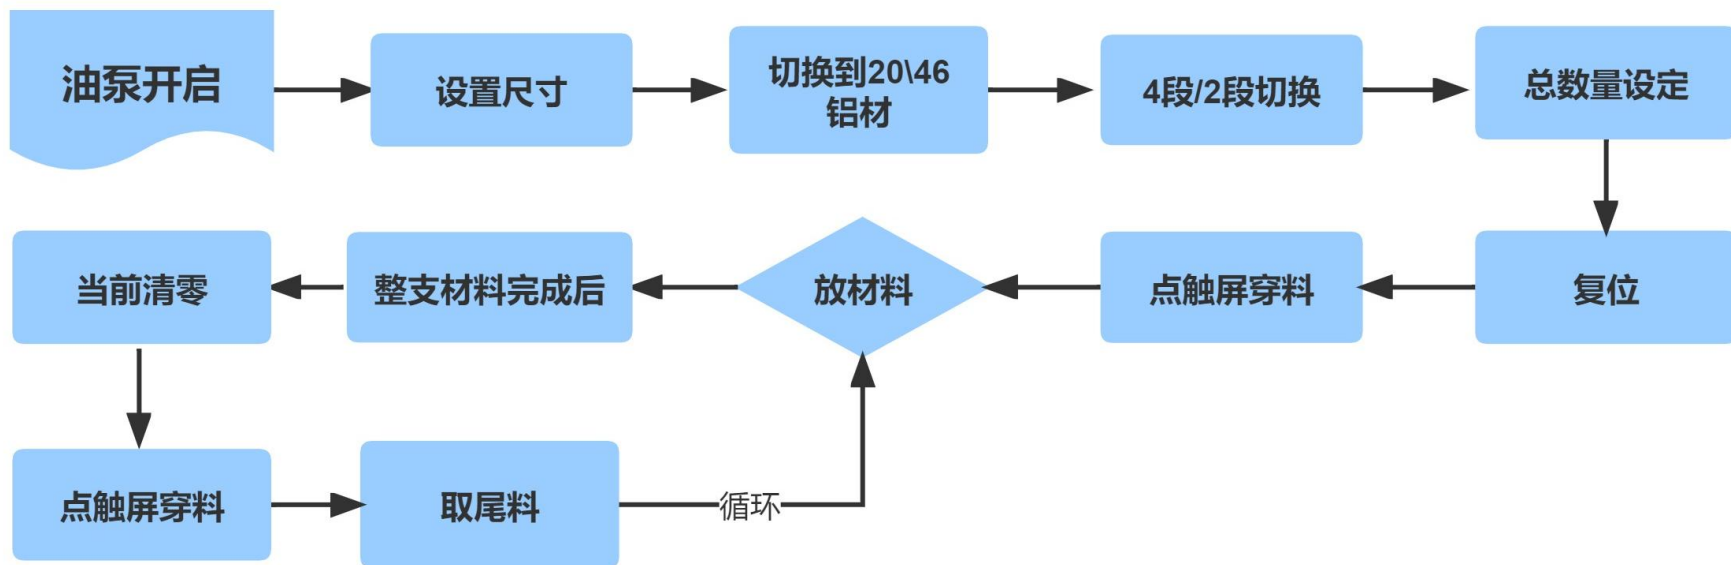 油泵开启
设置尺寸
切换到20\46
铝材
4段/2段切换
总数量设定
复位
点触屏穿料
放材料
整支材料完成后
当前清零
点触屏穿料
取尾料
循环